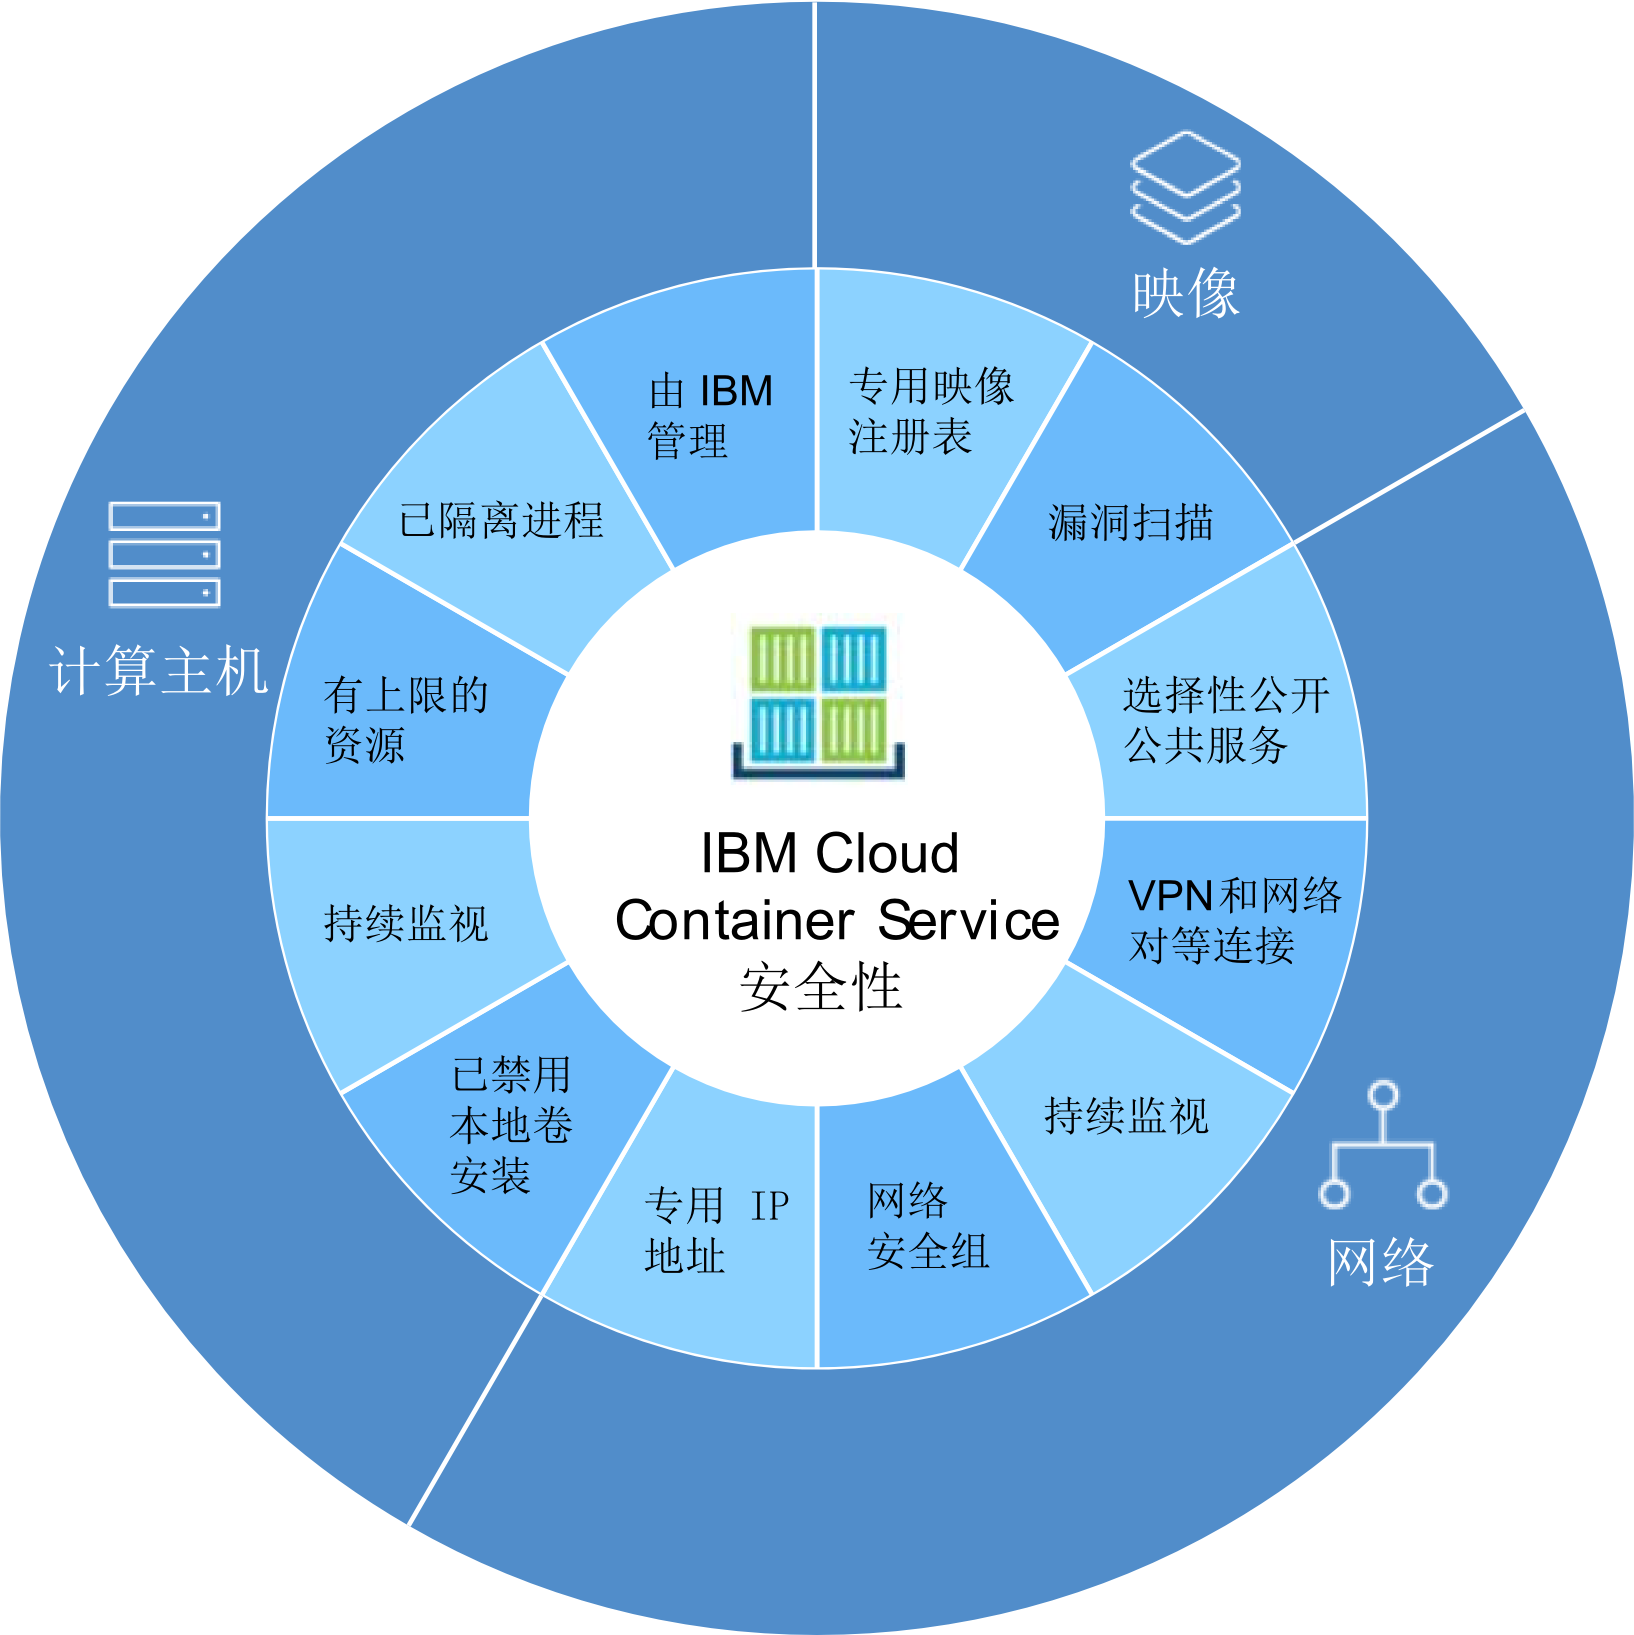 映像
计算主机
网络
由 IBM
管理
专用映像
注册表
已隔离进程
漏洞扫描
有上限的
资源
选择性公开
公共服务
持续监视
VPN和网络
对等连接
已禁用
本地卷
安装
持续监视
专用 IP
地址
网络
安全组
IBM Cloud
Container Service
安全性